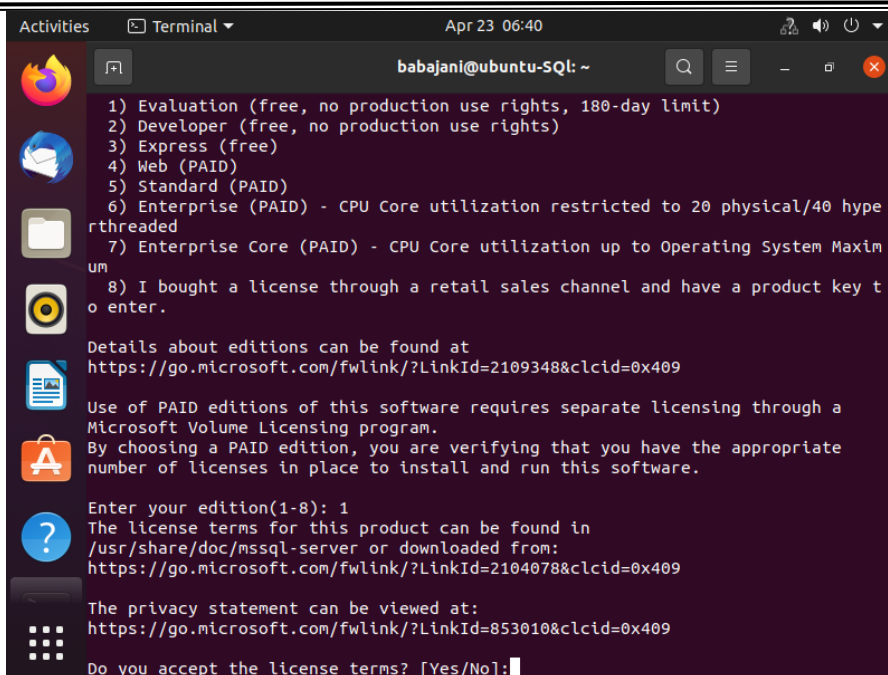 Activities
Terminal
Apr 23 06:40
babajani@ubuntu-SQl: ~
1) Evaluation (free, no production use rights, 180-day limit)
2) Developer (free, no production use rights)
3) Express (free)
4) Web (PAID)
5) Standard (PAID)
6) Enterprise (PAID) - CPU Core utilization restricted to 20 physical/40 hype
rthreaded
7) Enterprise Core (PAID) - CPU Core utilization up to Operating System Maxim
um
8) I bought a license through a retail sales channel and have a product key t
o enter.
Details about editions can be found at
https://go.microsoft.com/fwlink/?LinkId=2109348&clcid=0x409
Use of PAID editions of this software requires separate licensing through a
Microsoft Volume Licensing program.
By choosing a PAID edition, you are verifying that you have the appropriate
number of licenses in place to install and run this software.
Enter your edition(1-8): 1
The license terms for this product can be found in
/usr/share/doc/mssql-server or downloaded from:
https://go.microsoft.com/fwlink/?LinkId=2104078&clcid=0x409
The privacy statement can be viewed at:
https://go.microsoft.com/fwlink/?LinkId=853010&clcid=0x409
Do you accept the license terms? [Yes/No]: